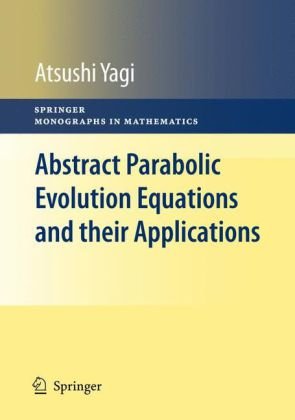 Atsushi Yagi
SPRINGER
MONOGRAPHS IN MATHEMATICS
Abstract Parabolic
Evolution Equations
and their Applications
Springer